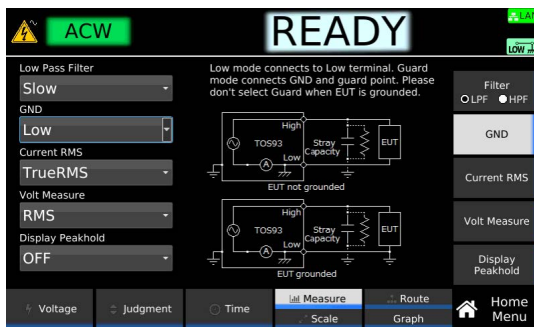 ACW
READY
LAN
LOW
Low Pass Filter
Slow
GND
Low
Current RMS
TrueRMS
Volt Measure
RMS
Display Peakhold
OFF
Low mode connects to Low terminal. Guard
mode connects GND and guard point. Please
don't select Guard when EUT is grounded.
High
TOS93
Stray
Capacity
EUT
A
Low
EUT not grounded
High
TOS93
Stray
Capacity
EUT
A
Low
EUT grounded
Filter
LPF HPF
GND
Current RMS
Volt Measure
Display
Peakhold
Voltage
Judgment
Time
Measure
Scale
Route
Graph
Home
Menu